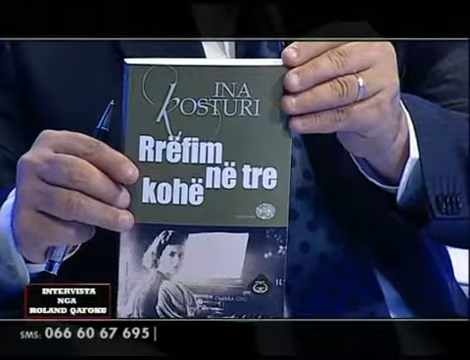 INA
KOSTURI
Rrëfim
në tre
kohë
INTERVISTA
NGA
ROLAND QAFOKU
SMS: 066 60 67 695